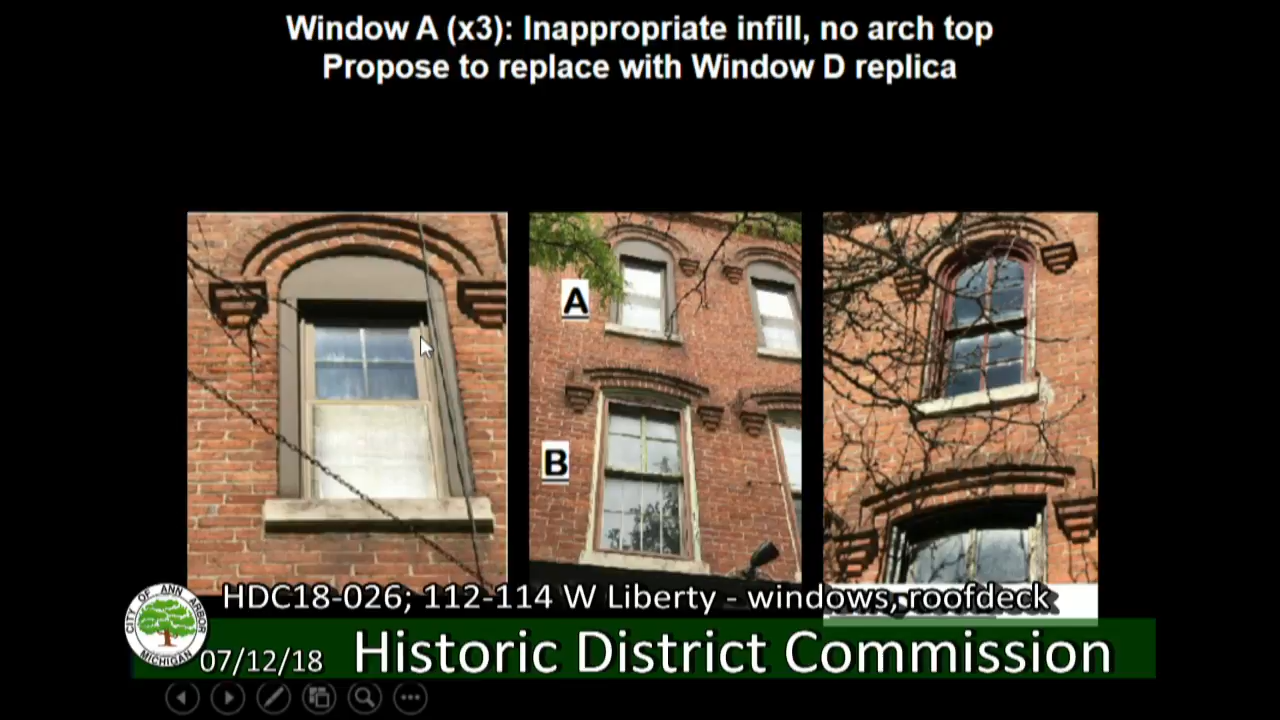 Window A (x3): Inappropriate infill, no arch top
Propose to replace with Window D replica
A
B
HDC18-026; 112-114 W Liberty - windows, roofdeck
CITY OF ANN ARBOR
MICHIGAN
07/12/18
Historic District Commission